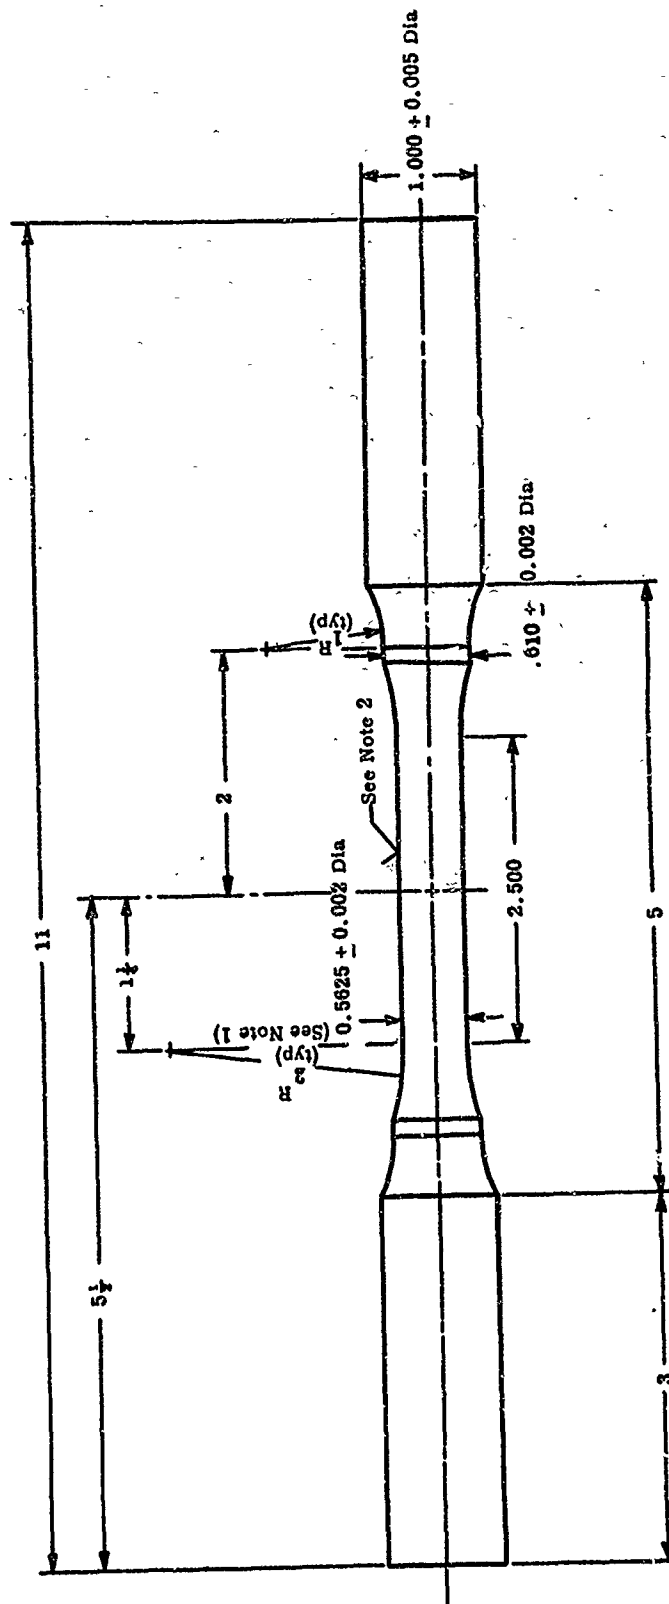 11
5½
1¼
2
R
1
(typ)
1.000 ± 0.005 Dia
See Note 2
.610 ± 0.002 Dia
R
2
(typ)
(See Note 1)
0.5625 ± 0.002 Dia
2.500
5
3